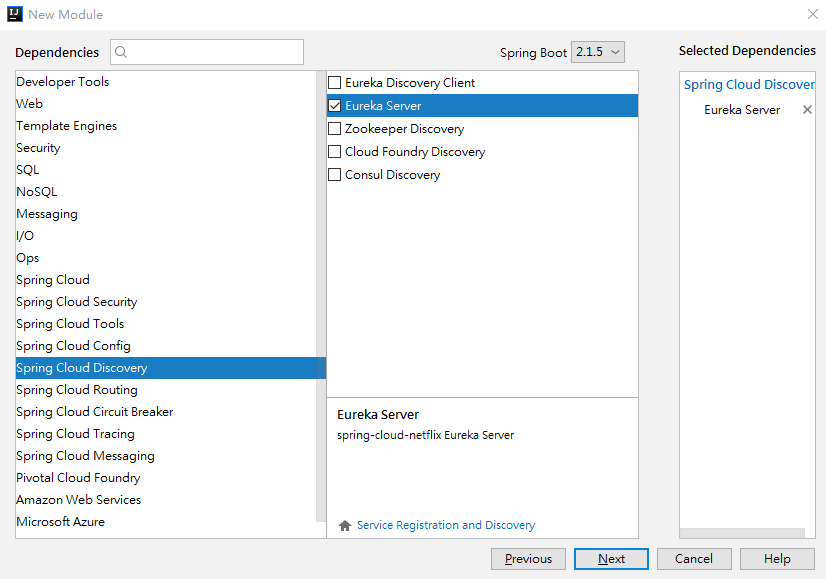 New Module
Dependencies
Spring Boot 2.1.5
Selected Dependencies
Developer Tools
Web
Template Engines
Security
SQL
NoSQL
Messaging
I/O
Ops
Spring Cloud
Spring Cloud Security
Spring Cloud Tools
Spring Cloud Config
Spring Cloud Discovery
Spring Cloud Routing
Spring Cloud Circuit Breaker
Spring Cloud Tracing
Spring Cloud Messaging
Pivotal Cloud Foundry
Amazon Web Services
Microsoft Azure
Eureka Discovery Client
Eureka Server
Zookeeper Discovery
Cloud Foundry Discovery
Consul Discovery
Eureka Server
spring-cloud-netflix Eureka Server
Service Registration and Discovery
Spring Cloud Discover
Eureka Server
Previous
Next
Cancel
Help